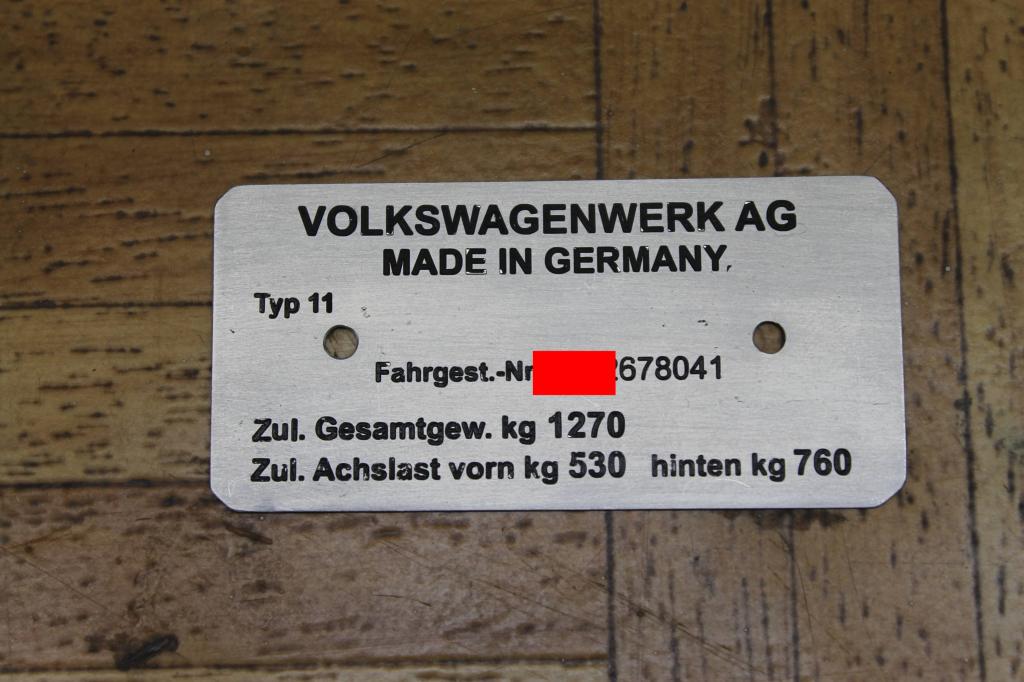 VOLKSWAGENWERK AG
MADE IN GERMANY.
Typ 11
Fahrgest.-Nr 678041
Zul. Gesamtgew. kg 1270
Zul. Achslast vorn kg 530 hinten kg 760